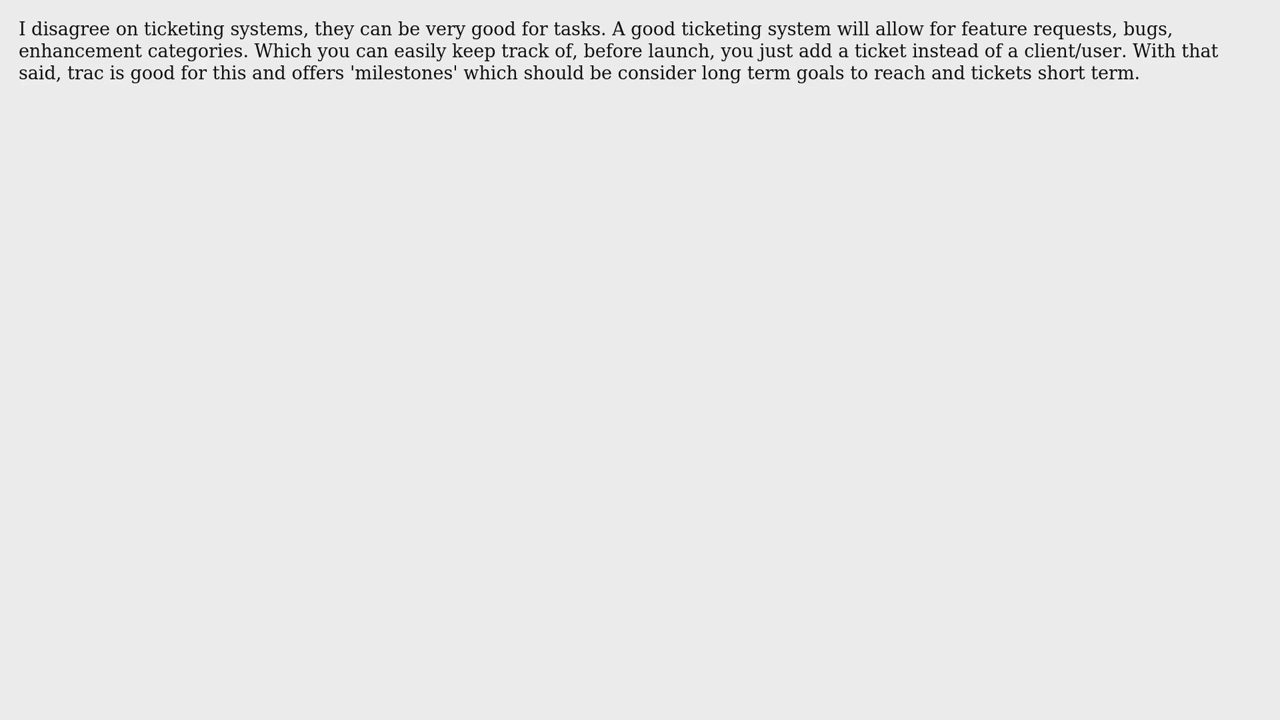 I disagree on ticketing systems, they can be very good for tasks. A good ticketing system will allow for feature requests, bugs,
enhancement categories. Which you can easily keep track of, before launch, you just add a ticket instead of a client/user. With that
said, trac is good for this and offers 'milestones' which should be consider long term goals to reach and tickets short term.